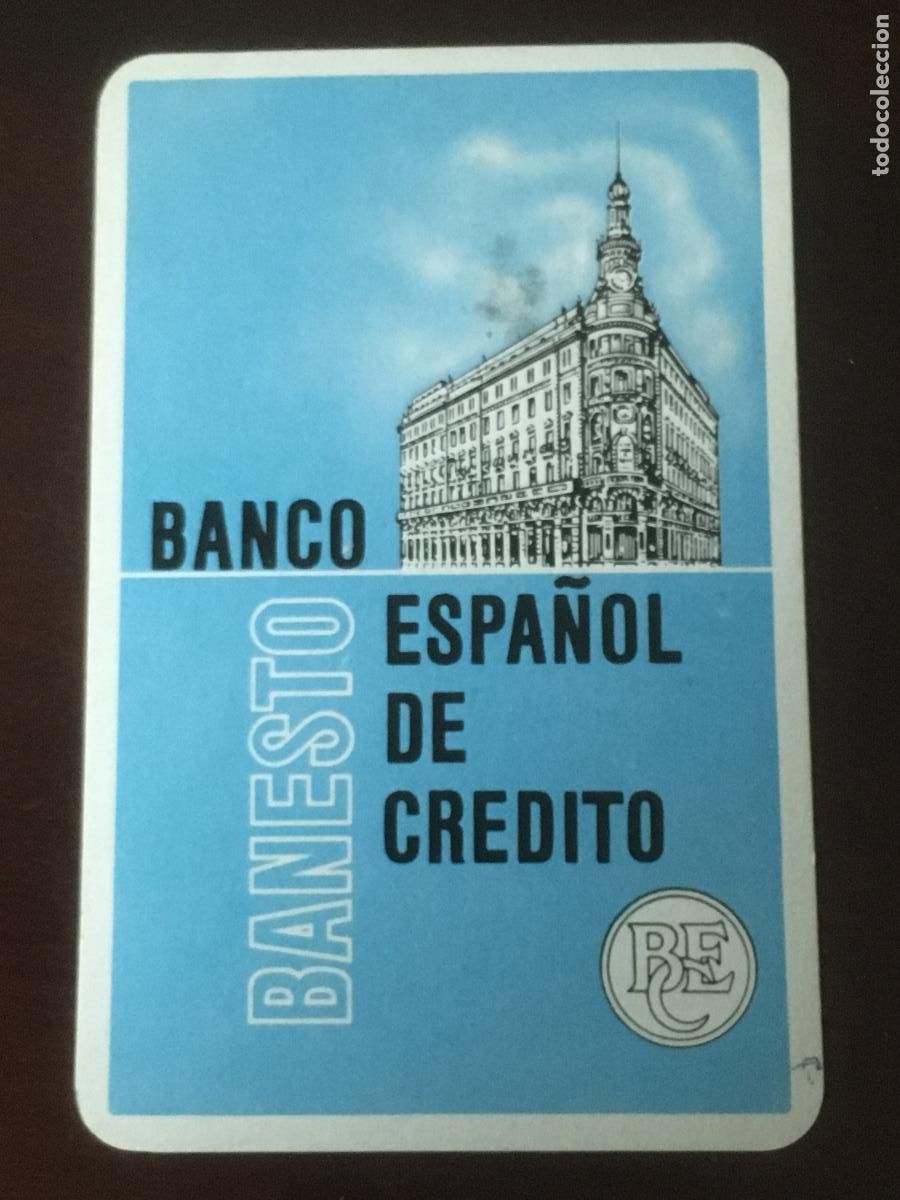 todocoleccion
BANCO
ESPAÑOL
DE
CREDITO
BANESTO
BEC